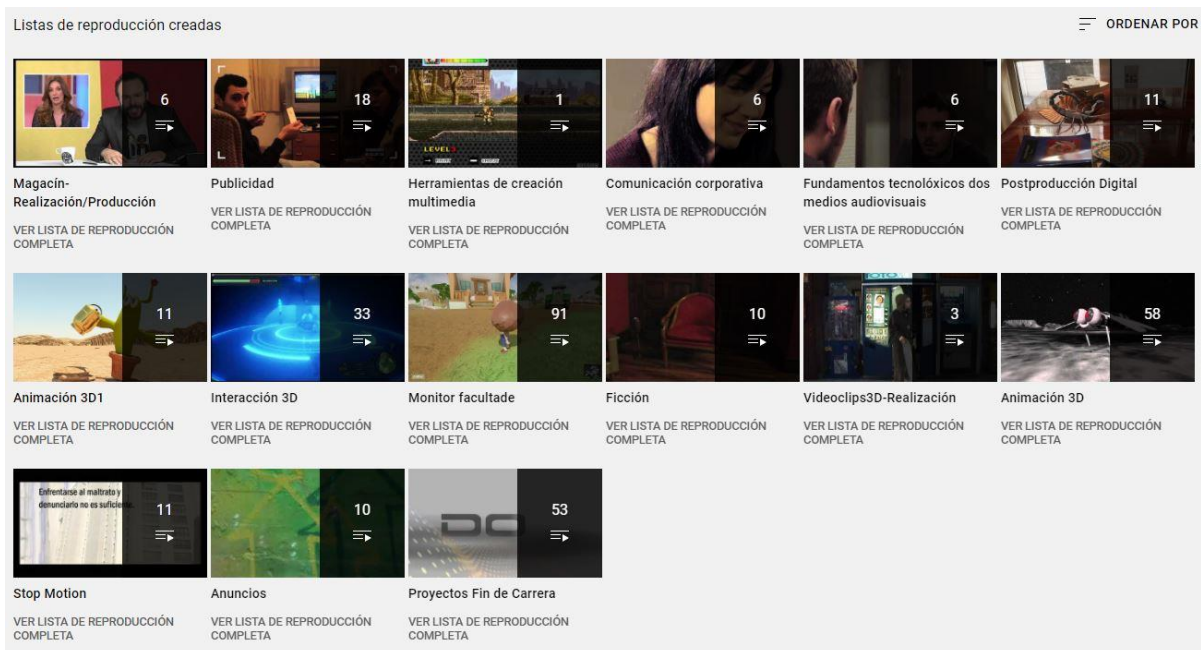 Listas de reproducción creadas
ORDENAR POR
6
18
LEVEL
1
6
6
11
Magacín-
Realización/Producción
VER LISTA DE REPRODUCCIÓN
COMPLETA
Publicidad
VER LISTA DE REPRODUCCIÓN
COMPLETA
Herramientas de creación
multimedia
VER LISTA DE REPRODUCCIÓN
COMPLETA
Comunicación corporativa
VER LISTA DE REPRODUCCIÓN
COMPLETA
Fundamentos tecnolóxicos dos
medios audiovisuais
VER LISTA DE REPRODUCCIÓN
COMPLETA
Postproducción Digital
VER LISTA DE REPRODUCCIÓN
COMPLETA
11
33
91
10
3
58
Animación 3D1
VER LISTA DE REPRODUCCIÓN
COMPLETA
Interacción 3D
VER LISTA DE REPRODUCCIÓN
COMPLETA
Monitor facultade
VER LISTA DE REPRODUCCIÓN
COMPLETA
Ficción
VER LISTA DE REPRODUCCIÓN
COMPLETA
Videoclips3D-Realización
VER LISTA DE REPRODUCCIÓN
COMPLETA
Animación 3D
VER LISTA DE REPRODUCCIÓN
COMPLETA
Enfrentarse al maltrato y
denunciarlo no es suficiente.
11
10
DO
53
Stop Motion
VER LISTA DE REPRODUCCIÓN
COMPLETA
Anuncios
VER LISTA DE REPRODUCCIÓN
COMPLETA
Proyectos Fin de Carrera
VER LISTA DE REPRODUCCIÓN
COMPLETA